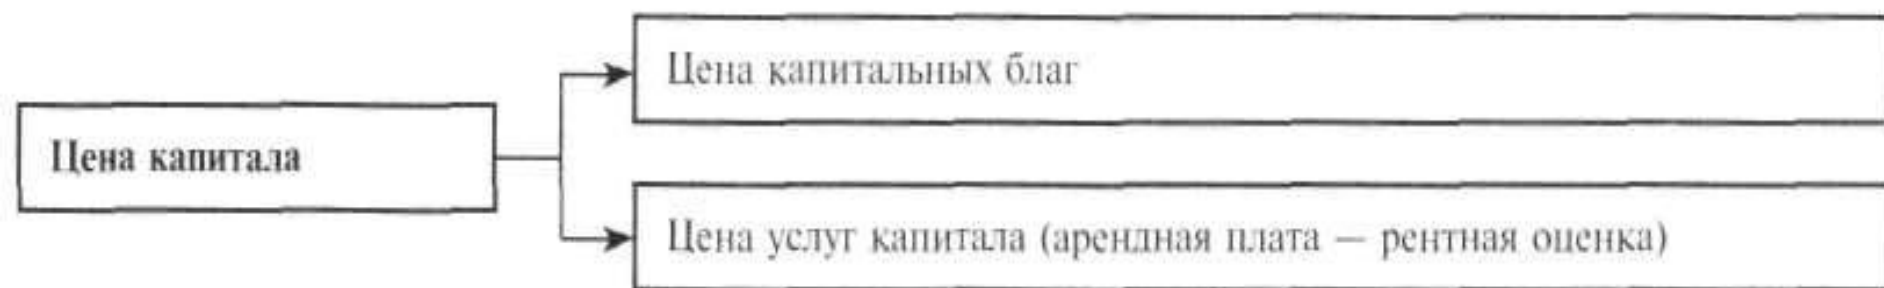 Цена капитальных благ
Цена капитала
Цена услуг капитала (арендная плата — рентная оценка)